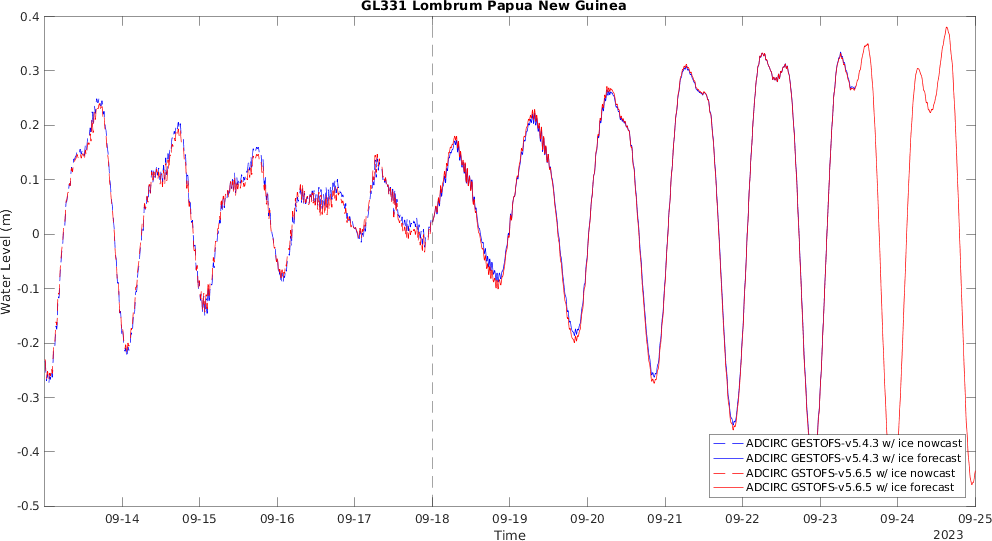 GL331 Lombrum Papua New Guinea
0.4
0.3
0.2
0.1
0
-0.1
-0.2
-0.3
-0.4
-0.5
Water Level (m)
ADCIRC GESTOFS-v5.4.3 w/ ice nowcast
ADCIRC GESTOFS-v5.4.3 w/ ice forecast
ADCIRC GSTOFS-v5.6.5 w/ ice nowcast
ADCIRC GSTOFS-v5.6.5 w/ ice forecast
09-14 09-15 09-16 09-17 09-18 09-19 09-20 09-21 09-22 09-23 09-24 09-25
Time
2023